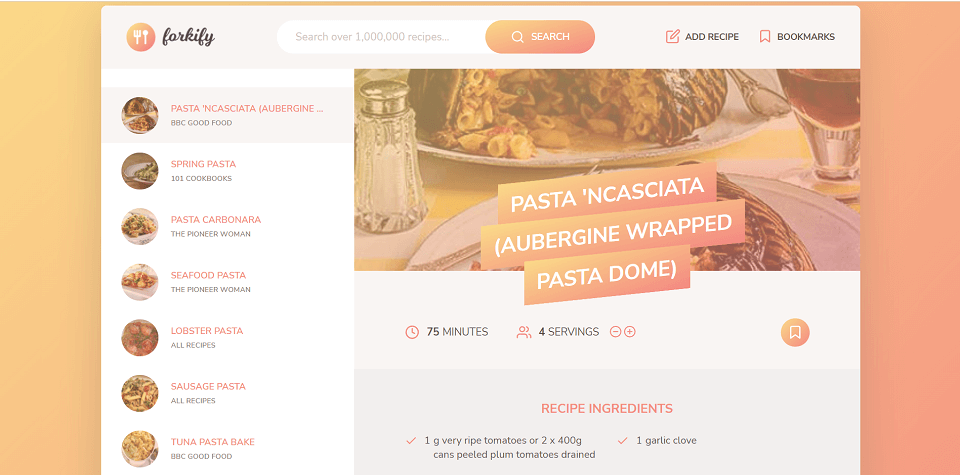 forkify
Search over 1,000,000 recipes...
SEARCH
ADD RECIPE
BOOKMARKS
PASTA 'NCASCIATA (AUBERGINE ...
BBC GOOD FOOD
SPRING PASTA
101 COOKBOOKS
PASTA CARBONARA
THE PIONEER WOMAN
SEAFOOD PASTA
THE PIONEER WOMAN
LOBSTER PASTA
ALL RECIPES
SAUSAGE PASTA
ALL RECIPES
TUNA PASTA BAKE
BBC GOOD FOOD
PASTA 'NCASCIATA
(AUBERGINE WRAPPED
PASTA DOME)
75 MINUTES
4 SERVINGS
RECIPE INGREDIENTS
1 g very ripe tomatoes or 2 x 400g
cans peeled plum tomatoes drained
1 garlic clove